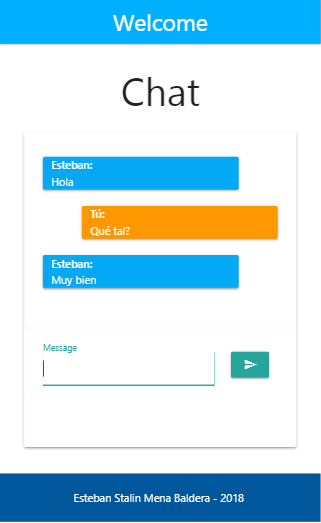 Welcome
Chat
Esteban:
Hola
Tú:
Qué tal?
Esteban:
Muy bien
Message
Esteban Stalin Mena Baldera - 2018